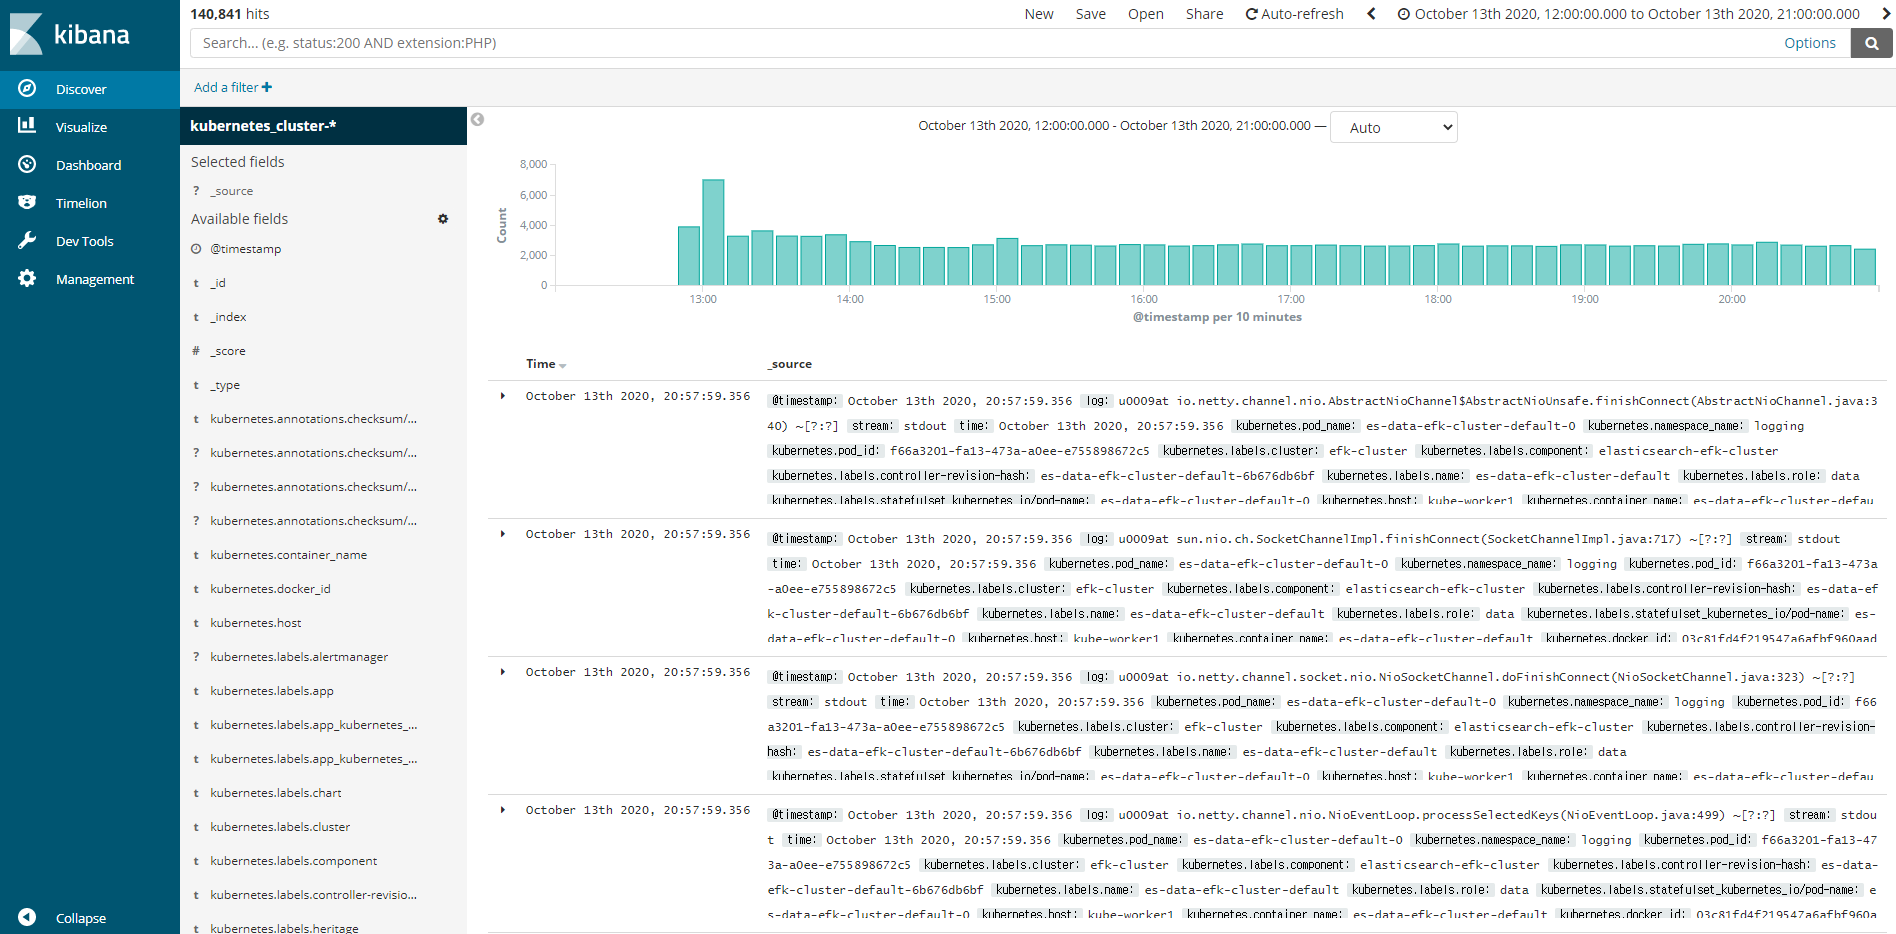 kibana
Discover
Visualize
Dashboard
Timelion
Dev Tools
Management
Collapse
140,841 hits
New Save Open Share Auto-refresh October 13th 2020, 12:00:00.000 to October 13th 2020, 21:00:00.000
Search... (e.g. status:200 AND extension:PHP) Options
Add a filter +
kubernetes_cluster-*
Selected fields
? _source
Available fields
@timestamp
t _id
t _index
# _score
t _type
t kubernetes.annotations.checksum/...
? kubernetes.annotations.checksum/...
? kubernetes.annotations.checksum/...
? kubernetes.annotations.checksum/...
t kubernetes.container_name
t kubernetes.docker_id
t kubernetes.host
? kubernetes.labels.alertmanager
t kubernetes.labels.app
t kubernetes.labels.app_kubernetes_...
t kubernetes.labels.app_kubernetes_...
t kubernetes.labels.chart
t kubernetes.labels.cluster
t kubernetes.labels.component
t kubernetes.labels.controller-revisio...
t kubernetes.labels.heritage
October 13th 2020, 12:00:00.000 - October 13th 2020, 21:00:00.000 — Auto
8,000
6,000
4,000
2,000
0
Count
13:00 14:00 15:00 16:00 17:00 18:00 19:00 20:00
@timestamp per 10 minutes
Time _source
October 13th 2020, 20:57:59.356 @timestamp: October 13th 2020, 20:57:59.356 log: u0009at io.netty.channel.nio.AbstractNioChannel$AbstractNioUnsafe.finishConnect(AbstractNioChannel.java:3
40) ~[?:?] stream: stdout time: October 13th 2020, 20:57:59.356 kubernetes.pod_name: es-data-efk-cluster-default-0 kubernetes.namespace_name: logging
kubernetes.pod_id: f66a3201-fa13-473a-a0ee-e755898672c5 kubernetes.labels.cluster: efk-cluster kubernetes.labels.component: elasticsearch-efk-cluster
kubernetes.labels.controller-revision-hash: es-data-efk-cluster-default-6b676db6bf kubernetes.labels.name: es-data-efk-cluster-default kubernetes.labels.role: data
kubernetes.labels.statefulset_kubernetes_io/pod-name: es-data-efk-cluster-default-0 kubernetes.host: kube-worker1 kubernetes.container_name: es-data-efk-cluster-defau
October 13th 2020, 20:57:59.356 @timestamp: October 13th 2020, 20:57:59.356 log: u0009at sun.nio.ch.SocketChannelImpl.finishConnect(SocketChannelImpl.java:717) ~[?:?] stream: stdout
time: October 13th 2020, 20:57:59.356 kubernetes.pod_name: es-data-efk-cluster-default-0 kubernetes.namespace_name: logging kubernetes.pod_id: f66a3201-fa13-473a
-a0ee-e755898672c5 kubernetes.labels.cluster: efk-cluster kubernetes.labels.component: elasticsearch-efk-cluster kubernetes.labels.controller-revision-hash: es-data-ef
k-cluster-default-6b676db6bf kubernetes.labels.name: es-data-efk-cluster-default kubernetes.labels.role: data kubernetes.labels.statefulset_kubernetes_io/pod-name: es-
data-efk-cluster-default-0 kubernetes.host: kube-worker1 kubernetes.container_name: es-data-efk-cluster-default kubernetes.docker_id: 03c81fd4f219547a6afbf960aad
October 13th 2020, 20:57:59.356 @timestamp: October 13th 2020, 20:57:59.356 log: u0009at io.netty.channel.socket.nio.NioSocketChannel.doFinishConnect(NioSocketChannel.java:323) ~[?:?]
stream: stdout time: October 13th 2020, 20:57:59.356 kubernetes.pod_name: es-data-efk-cluster-default-0 kubernetes.namespace_name: logging kubernetes.pod_id: f66
a3201-fa13-473a-a0ee-e755898672c5 kubernetes.labels.cluster: efk-cluster kubernetes.labels.component: elasticsearch-efk-cluster kubernetes.labels.controller-revision-
hash: es-data-efk-cluster-default-6b676db6bf kubernetes.labels.name: es-data-efk-cluster-default kubernetes.labels.role: data
kubernetes.labels.statefulset_kubernetes_io/pod-name: es-data-efk-cluster-default-0 kubernetes.host: kube-worker1 kubernetes.container_name: es-data-efk-cluster-defau
October 13th 2020, 20:57:59.356 @timestamp: October 13th 2020, 20:57:59.356 log: u0009at io.netty.channel.nio.NioEventLoop.processSelectedKeys(NioEventLoop.java:499) ~[?:?] stream: stdou
t time: October 13th 2020, 20:57:59.356 kubernetes.pod_name: es-data-efk-cluster-default-0 kubernetes.namespace_name: logging kubernetes.pod_id: f66a3201-fa13-47
3a-a0ee-e755898672c5 kubernetes.labels.cluster: efk-cluster kubernetes.labels.component: elasticsearch-efk-cluster kubernetes.labels.controller-revision-hash: es-data-
efk-cluster-default-6b676db6bf kubernetes.labels.name: es-data-efk-cluster-default kubernetes.labels.role: data kubernetes.labels.statefulset_kubernetes_io/pod-name: e
s-data-efk-cluster-default-0 kubernetes.host: kube-worker1 kubernetes.container_name: es-data-efk-cluster-default kubernetes.docker_id: 03c81fd4f219547a6afbf960a